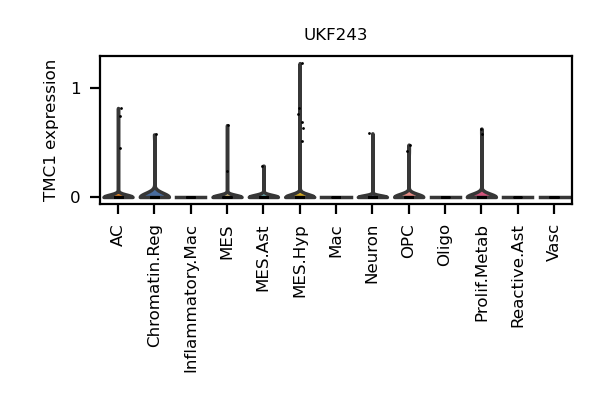 UKF243
TMC1 expression
1
0
AC
Chromatin.Reg
Inflammatory.Mac
MES
MES.Ast
MES.Hyp
Mac
Neuron
OPC
Oligo
Prolif.Metab
Reactive.Ast
Vasc